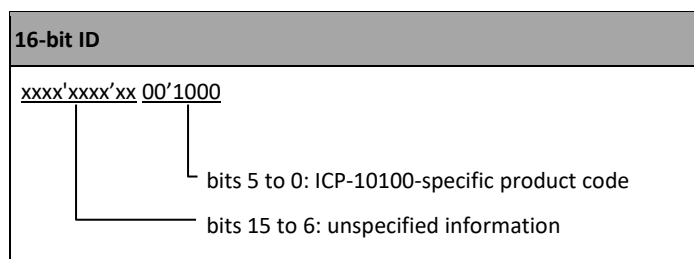 16-bit ID
xxxx'xxxx’xx 00’1000
bits 5 to 0: ICP-10100-specific product code
bits 15 to 6: unspecified information